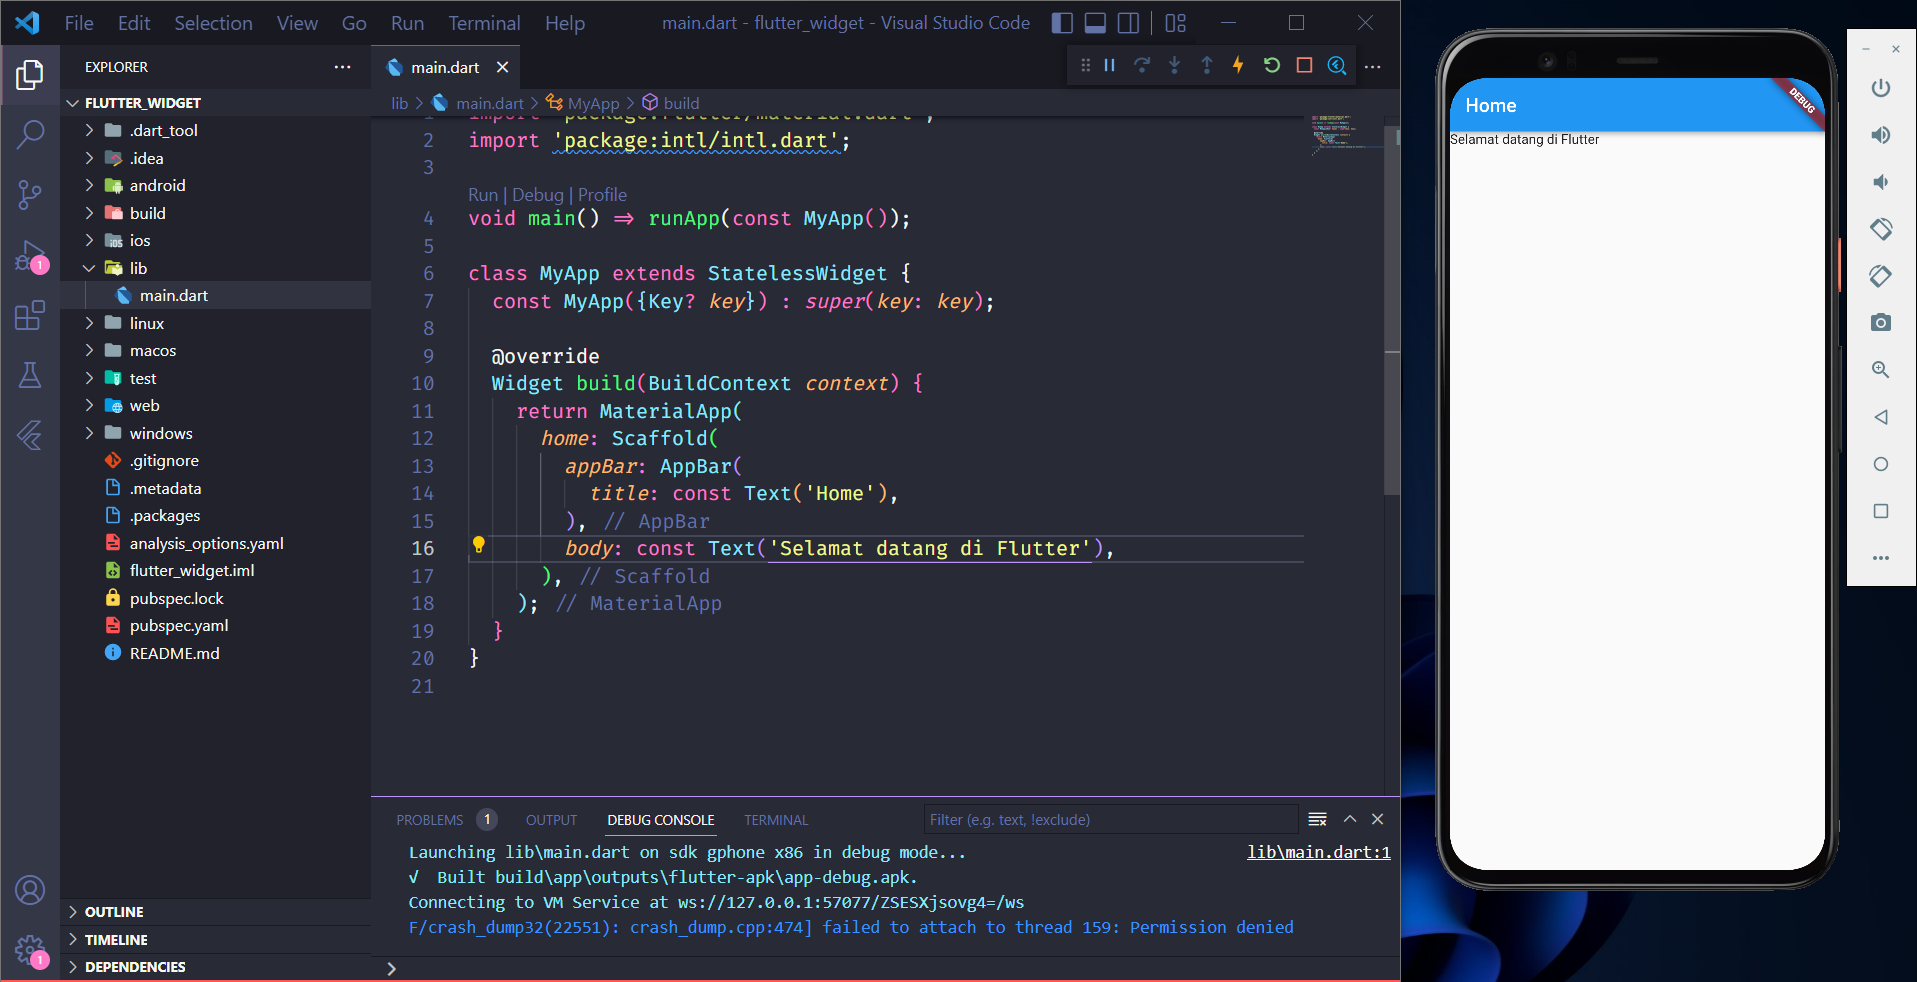 File Edit Selection View Go Run Terminal Help
main.dart - flutter_widget - Visual Studio Code
EXPLORER
FLUTTER_WIDGET
.dart_tool
.idea
android
build
ios
lib
main.dart
linux
macos
test
web
windows
.gitignore
.metadata
.packages
analysis_options.yaml
flutter_widget.iml
pubspec.lock
pubspec.yaml
README.md
OUTLINE
TIMELINE
DEPENDENCIES
1
1
main.dart
lib > main.dart > MyApp > build
1 import 'package:flutter/material.dart';
2 import 'package:intl/intl.dart';
3
Run | Debug | Profile
4 void main() => runApp(const MyApp());
5
6 class MyApp extends StatelessWidget {
7 const MyApp({Key? key}) : super(key: key);
8
9 @override
10 Widget build(BuildContext context) {
11 return MaterialApp(
12 home: Scaffold(
13 appBar: AppBar(
14 title: const Text('Home'),
15 ), // AppBar
16 body: const Text('Selamat datang di Flutter'),
17 ), // Scaffold
18 ); // MaterialApp
19 }
20 }
21
PROBLEMS 1 OUTPUT DEBUG CONSOLE TERMINAL Filter (e.g. text, !exclude)
Launching lib\main.dart on sdk gphone x86 in debug mode... lib\main.dart:1
√ Built build\app\outputs\flutter-apk\app-debug.apk.
Connecting to VM Service at ws://127.0.0.1:57077/ZSESXjsovg4=/ws
F/crash_dump32(22551): crash_dump.cpp:474] failed to attach to thread 159: Permission denied
>
Home
DEBUG
Selamat datang di Flutter